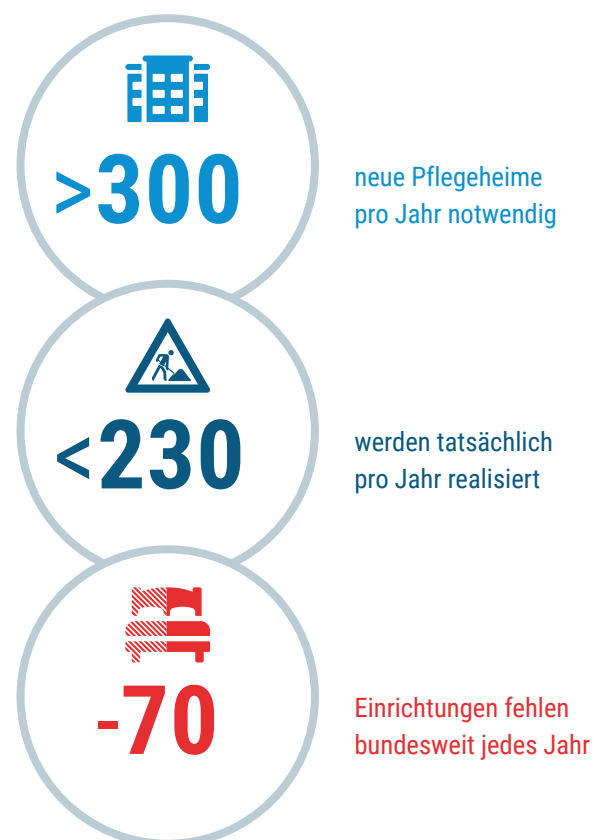 >300
neue Pflegeheime
pro Jahr notwendig
<230
werden tatsächlich
pro Jahr realisiert
-70
Einrichtungen fehlen
bundesweit jedes Jahr